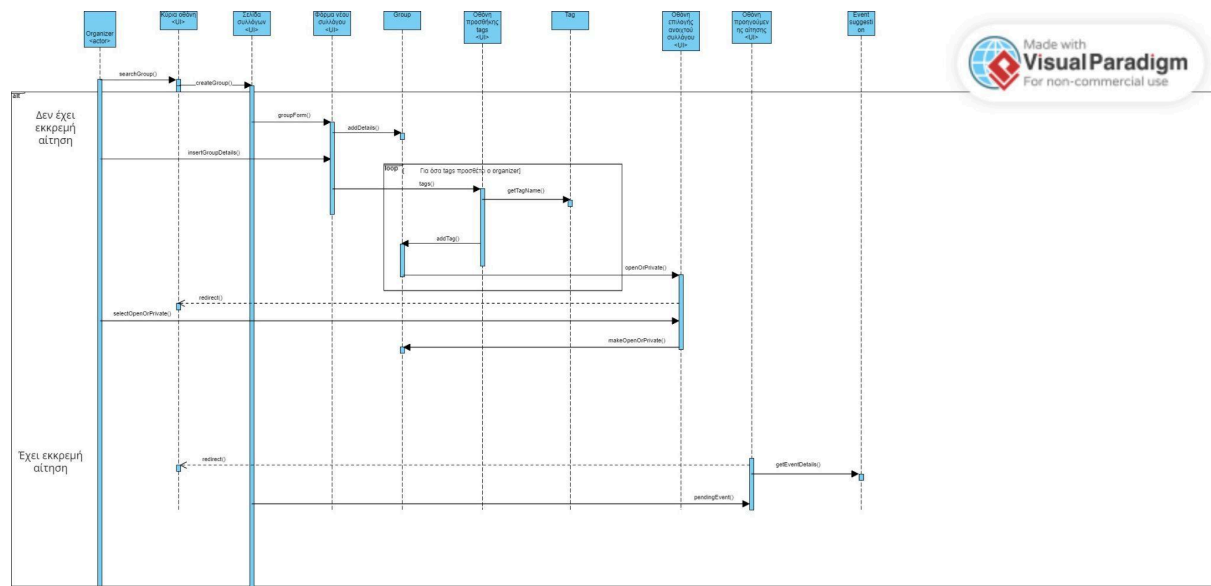 Organizer
<actor>
Κύρια οθόνη
<UI>
Σελίδα
συλλόγων
<UI>
Φόρμα νέου
συλλόγου
<UI>
Group
Οθόνη
προσθήκης
tags
<UI>
Tag
Οθόνη
επιλογής
ανοιχτού
συλλόγου
<UI>
Οθόνη
προηγούμεν
ης αίτησης
<UI>
Event
suggesti
on
Made with
Visual Paradigm
For non-commercial use
searchGroup()
createGroup()
alt
Δεν έχει
εκκρεμή
αίτηση
groupForm()
addDetails()
insertGroupDetails()
loop
[ Για όσα tags προσθέτει ο organizer]
tags()
getTagName()
addTag()
openOrPrivate()
redirect()
selectOpenOrPrivate()
makeOpenOrPrivate()
Έχει εκκρεμή
αίτηση
redirect()
getEventDetails()
pendingEvent()